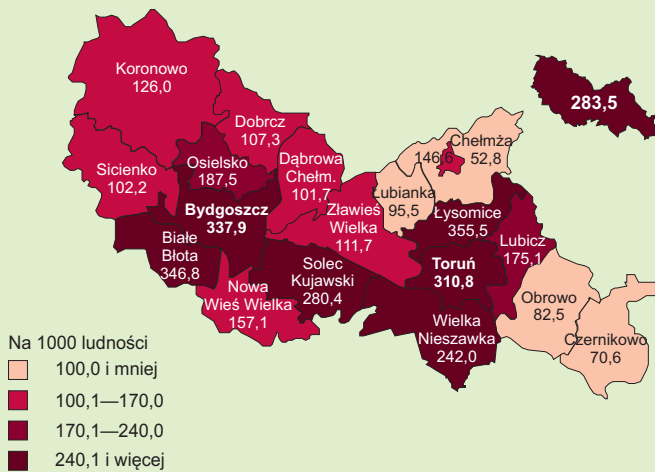 Koronowo
126,0
283,5
Dobrcz
107,3
Chełmża
52,8
146,6
Osielsko
187,5
Dąbrowa
Chełm.
101,7
Sicienko
102,2
Łubianka
95,5
Bydgoszcz
337,9
Zławieś
Wielka
111,7
Łysomice
355,5
Lubicz
175,1
Białe
Błota
346,8
Solec
Kujawski
280,4
Toruń
310,8
Nowa
Wieś Wielka
157,1
Obrowo
82,5
Wielka
Nieszawka
242,0
Czernikowo
70,6
Na 1000 ludności
100,0 i mniej
100,1—170,0
170,1—240,0
240,1 i więcej